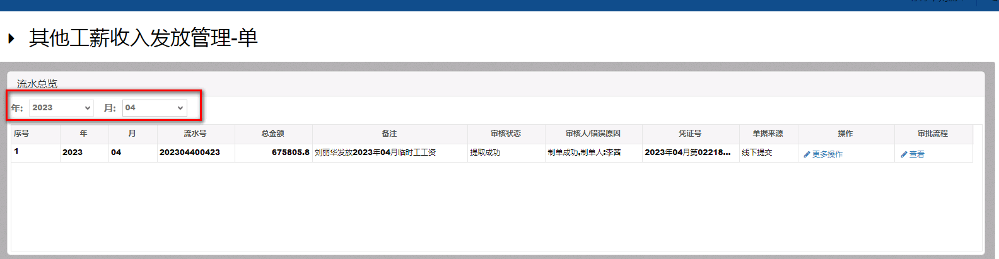 其他工薪收入发放管理-单
流水总览
年: 2023 月: 04
序号 年 月 流水号 总金额 备注 审核状态 审核人/错误原因 凭证号 单据来源 操作 审批流程
1 2023 04 202304400423 675805.8 刘丽华发放2023年04月临时工工资 提取成功 制单成功,制单人:李茜 2023年04月第02218... 线下提交 更多操作 查看